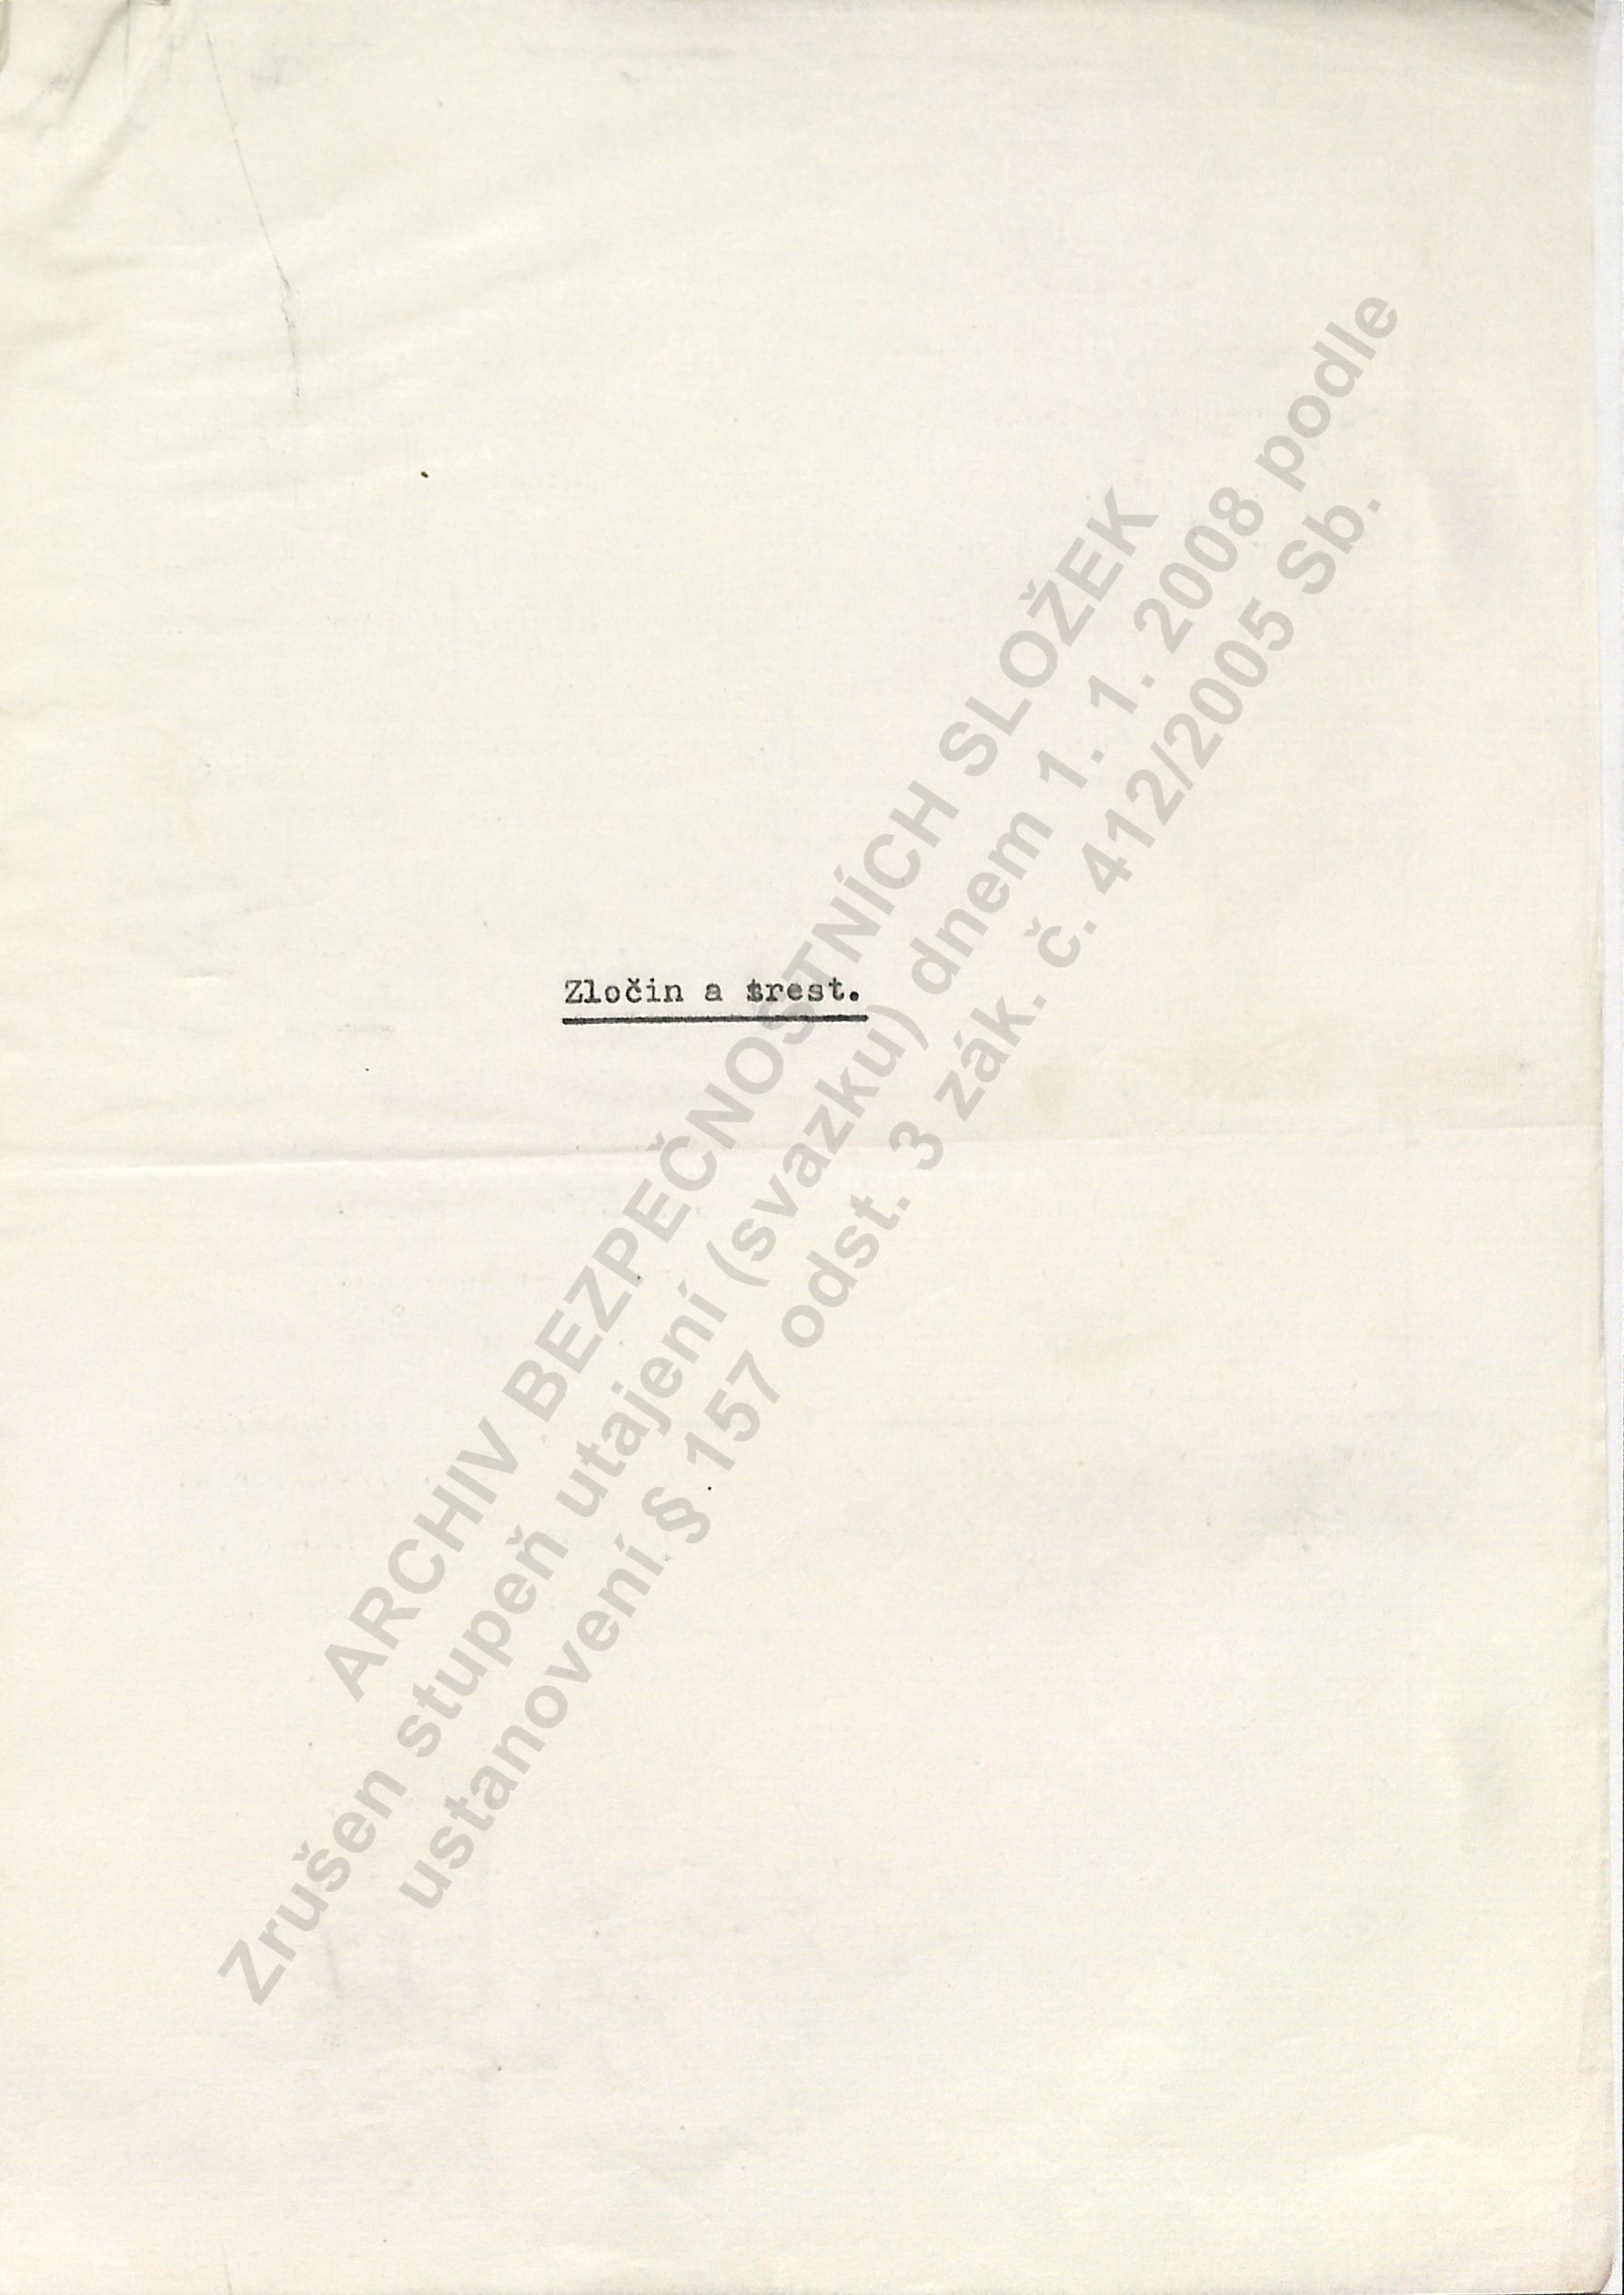 Zločin a trest.
ARCHIV BEZPEČNOSTNÍCH SLOŽEK
Zrušen stupeň utajení (svazku) dnem 1. 1. 2008 podle
ustanovení § 157 odst. 3 zák. č. 412/2005 Sb.